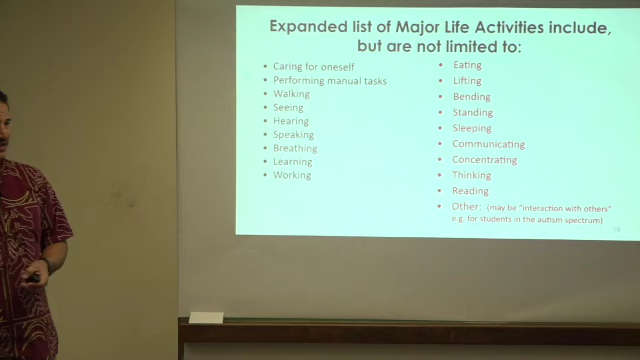 Expanded list of Major Life Activities include,
but are not limited to:
• Caring for oneself
• Performing manual tasks
• Walking
• Seeing
• Hearing
• Speaking
• Breathing
• Learning
• Working
• Eating
• Lifting
• Bending
• Standing
• Sleeping
• Communicating
• Concentrating
• Thinking
• Reading
• Other: (may be "interaction with others"
e.g. for students in the autism spectrum)